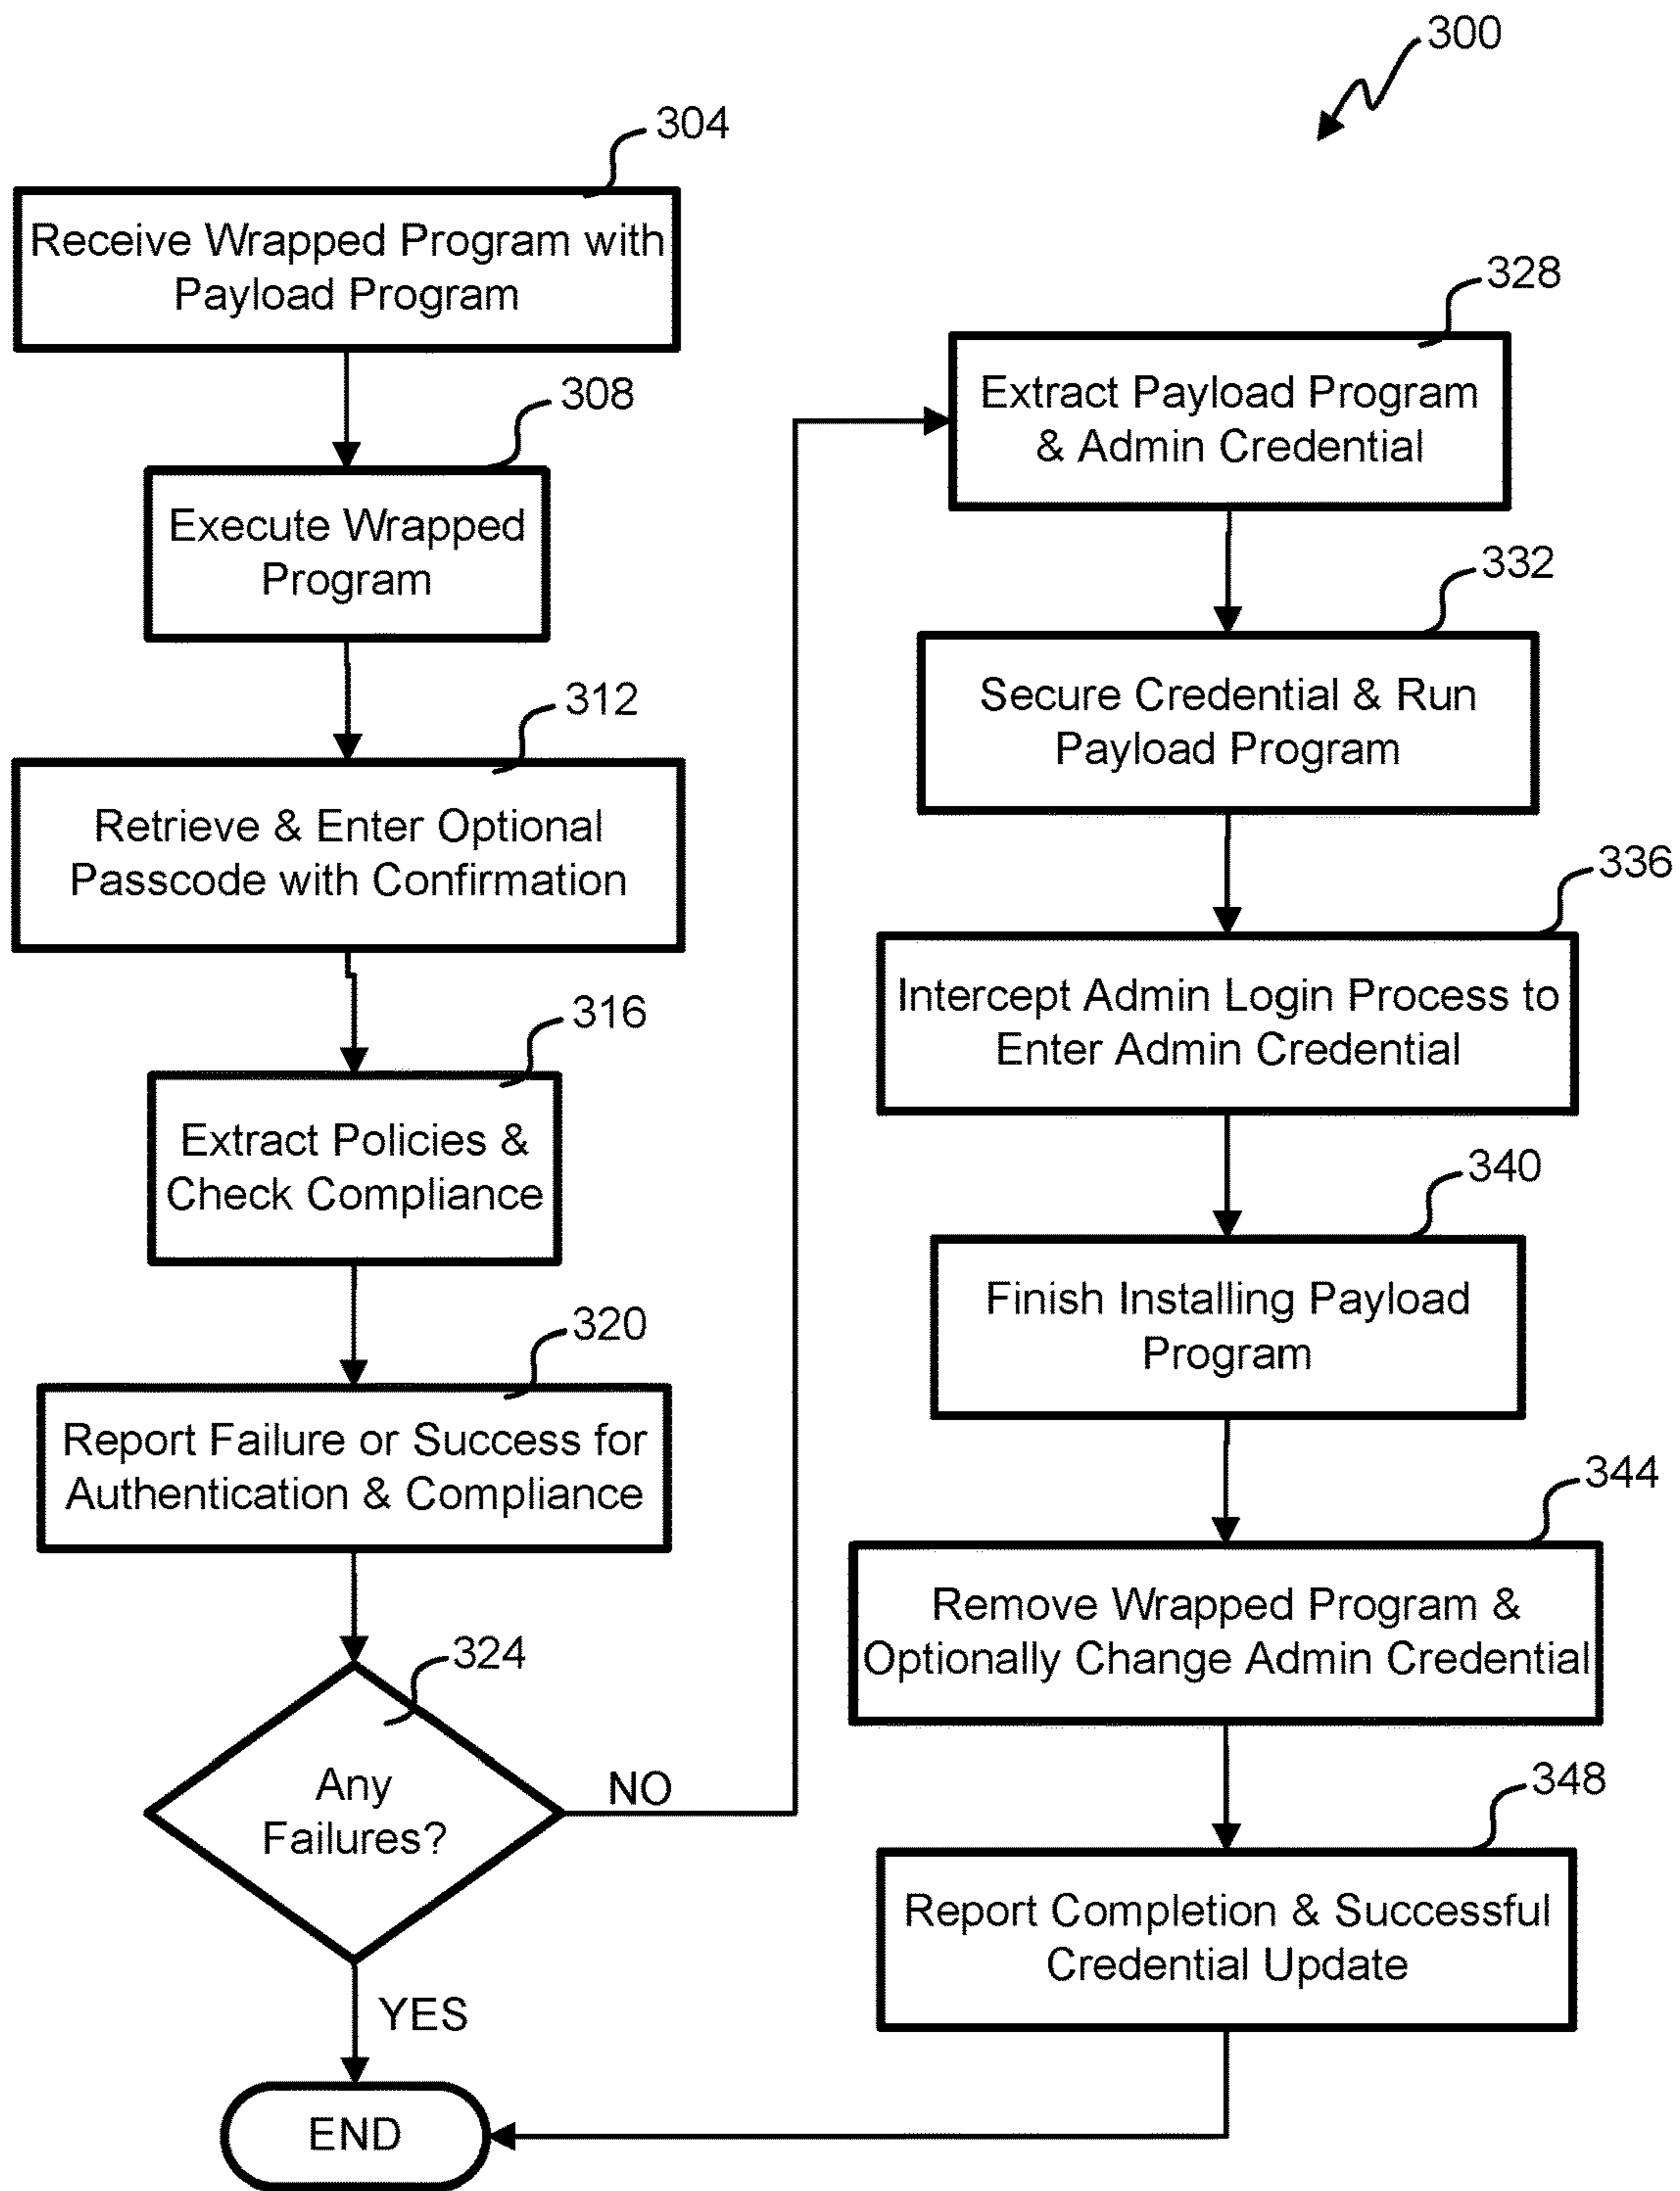 300
304
Receive Wrapped Program with
Payload Program
308
Execute Wrapped
Program
312
Retrieve & Enter Optional
Passcode with Confirmation
316
Extract Policies &
Check Compliance
320
Report Failure or Success for
Authentication & Compliance
324
Any
Failures?
NO
YES
END
328
Extract Payload Program
& Admin Credential
332
Secure Credential & Run
Payload Program
336
Intercept Admin Login Process to
Enter Admin Credential
340
Finish Installing Payload
Program
344
Remove Wrapped Program &
Optionally Change Admin Credential
348
Report Completion & Successful
Credential Update